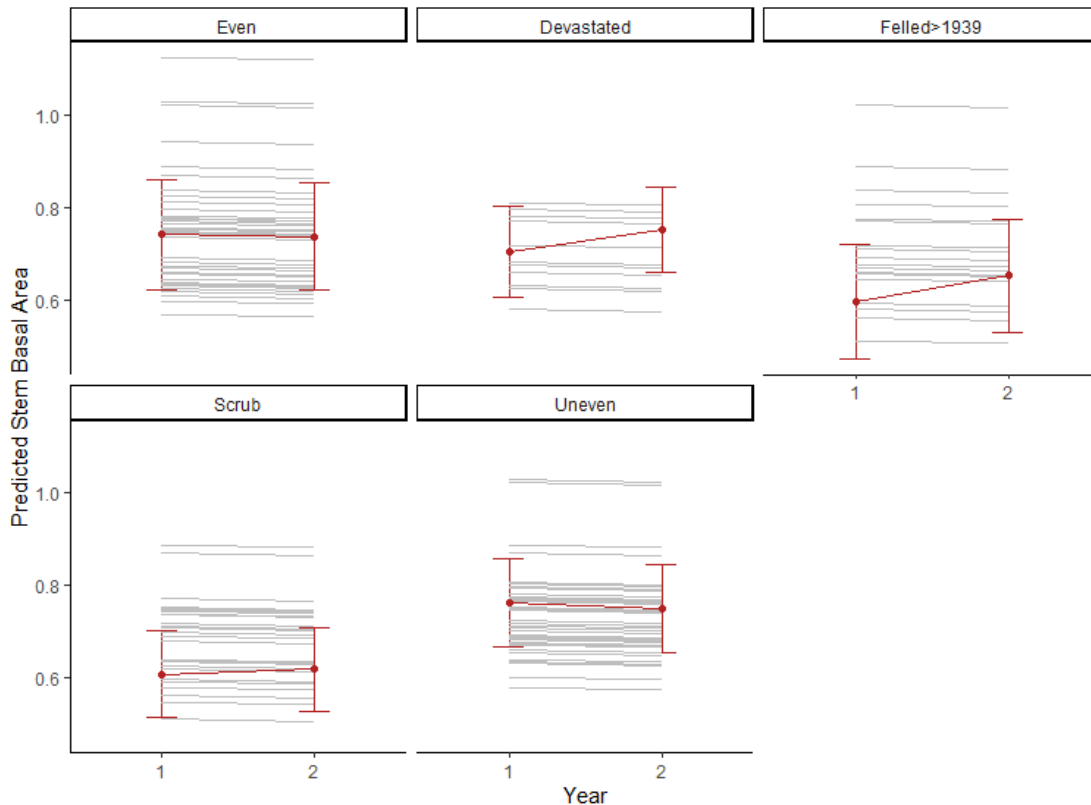 Even
Devastated
Felled>1939
1.0
0.8
0.6
1
2
Scrub
Uneven
1.0
0.8
0.6
1
2
1
2
Predicted Stem Basal Area
Year